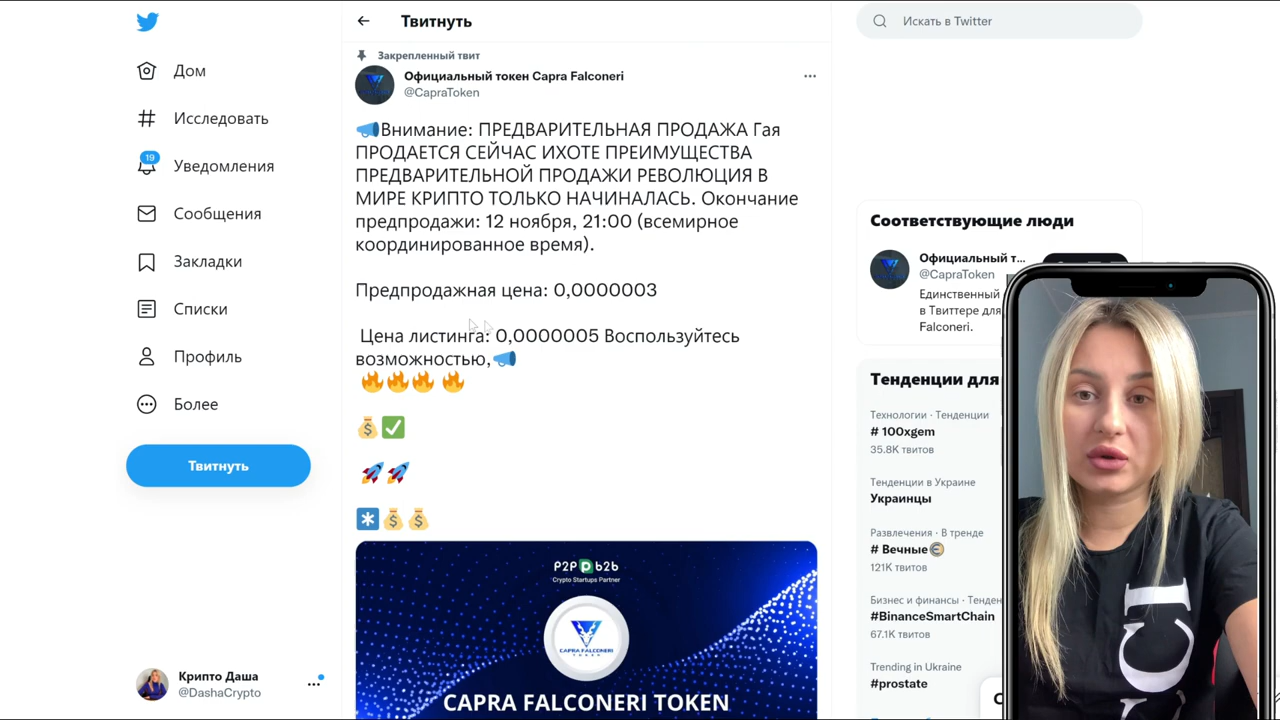 Твитнуть
Искать в Twitter
Дом
Исследовать
19
Уведомления
Сообщения
Закладки
Списки
Профиль
Более
Твитнуть
Крипто Даша
@DashaCrypto
Закрепленный твит
Официальный токен Capra Falconeri
@CapraToken
Внимание: ПРЕДВАРИТЕЛЬНАЯ ПРОДАЖА Гая
ПРОДАЕТСЯ СЕЙЧАС ИХОТЕ ПРЕИМУЩЕСТВА
ПРЕДВАРИТЕЛЬНОЙ ПРОДАЖИ РЕВОЛЮЦИЯ В
МИРЕ КРИПТО ТОЛЬКО НАЧИНАЛАСЬ. Окончание
предпродажи: 12 ноября, 21:00 (всемирное
координированное время).
Предпродажная цена: 0,0000003
Цена листинга: 0,0000005 Воспользуйтесь
возможностью,
P2P b2b
Crypto Startups Partner
CAPRA FALCONERI
TOKEN
CAPRA FALCONERI TOKEN
Соответствующие люди
Официальный т...
@CapraToken
Единственный
в Твиттере для
Falconeri.
Тенденции для
Технологии · Тенденции
# 100xgem
35.8K твитов
Тенденции в Украине
Украинцы
Развлечения · В тренде
# Вечные
121K твитов
Бизнес и финансы · Тенден
#BinanceSmartChain
67.1K твитов
Trending in Ukraine
#prostate